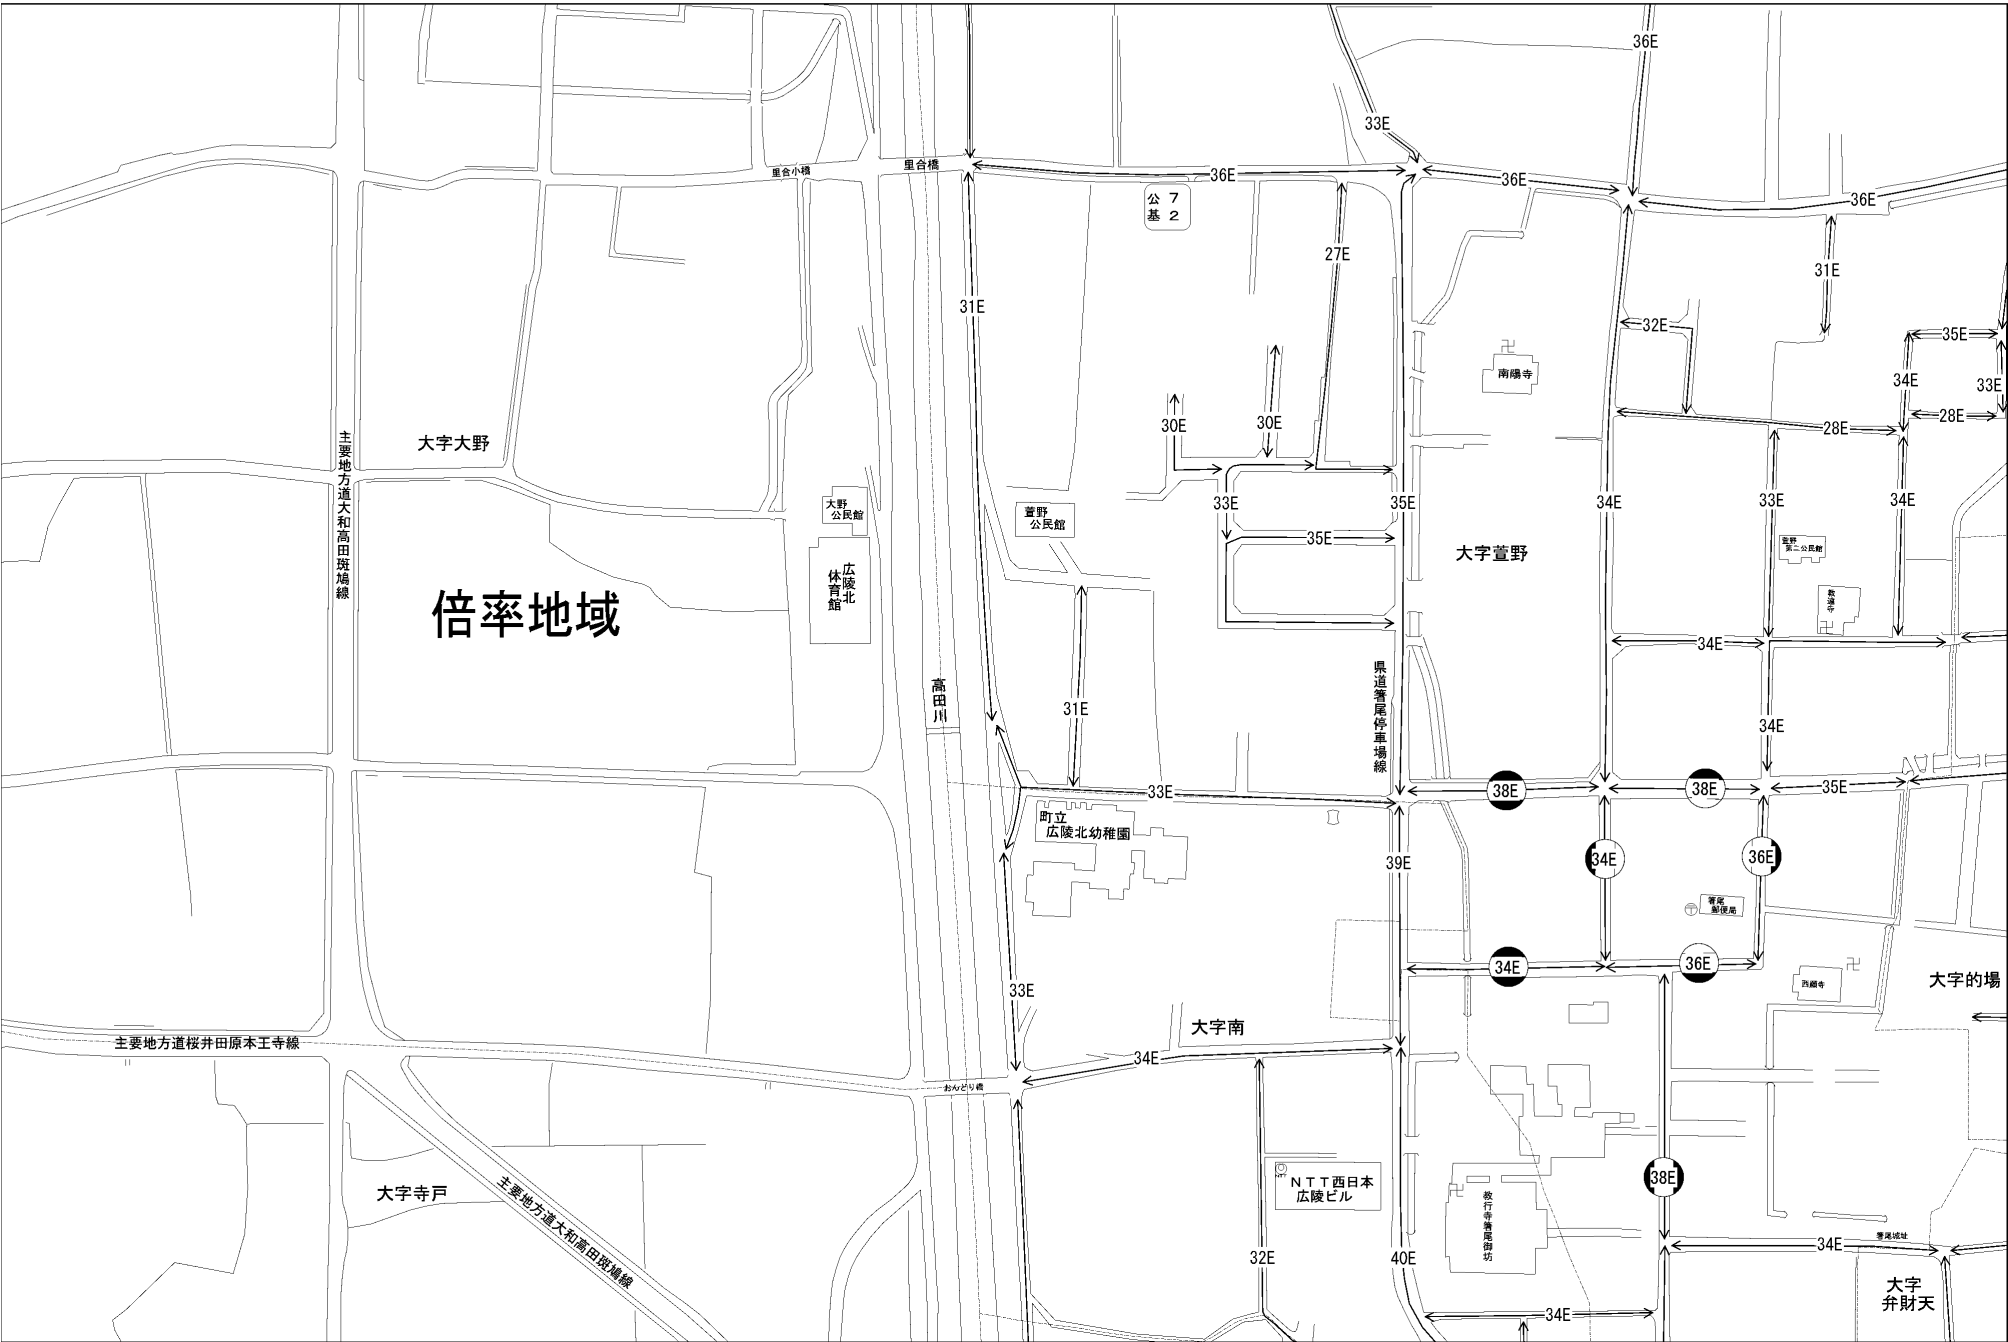 36E
33E
里合橋
里合小橋
36E
36E
36E
公 7
基 2
27E
31E
31E
32E
35E
南陽寺
34E
33E
30E
30E
28E
28E
大字大野
主要地方道大和高田斑鳩線
33E
35E
34E
33E
34E
大野
公民館
萱野
公民館
35E
大字萱野
萱野
第二公民館
広陵北
体育館
倍率地域
教蓮寺
34E
高田川
県道箸尾停車場線
31E
34E
33E
38E
38E
35E
町立
広陵北幼稚園
39E
34E
36E
箸尾
郵便局
34E
36E
33E
西願寺
大字的場
大字南
主要地方道桜井田原本王寺線
34E
おんどり橋
38E
大字寺戸
NTT西日本
広陵ビル
主要地方道大和高田斑鳩線
教行寺箸尾御坊
箸尾城址
34E
32E
40E
大字
弁財天
34E